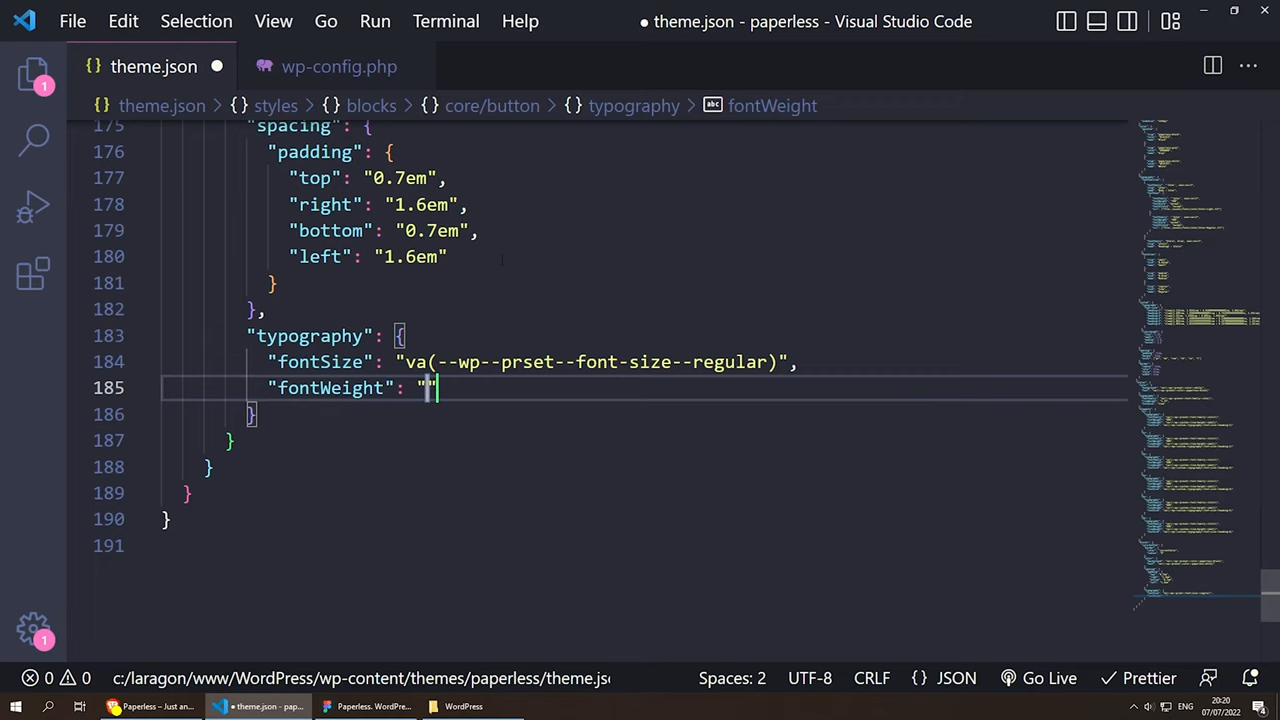 File Edit Selection View Go Run Terminal Help ● theme.json - paperless - Visual Studio Code
{} theme.json ● wp-config.php
{} theme.json > {} styles > {} blocks > {} core/button > {} typography > abc fontWeight
175 "spacing": {
176 "padding": {
177 "top": "0.7em",
178 "right": "1.6em"
179 "bottom": "0.7em",
180 "left": "1.6em"
181 }
182 },
183 "typography": {
184 "fontSize": "va(--wp--prset--font-size--regular)",
185 "fontWeight": ""
186 }
187 }
188 }
189 }
190 }
191
1
1
0 0 c:/laragon/www/WordPress/wp-content/themes/paperless/theme.jso Spaces: 2 UTF-8 CRLF {} JSON Go Live Prettier
Paperless – Just an... ● theme.json - pap... Paperless. WordPre... WordPress ENG 20:20 07/07/2022 4